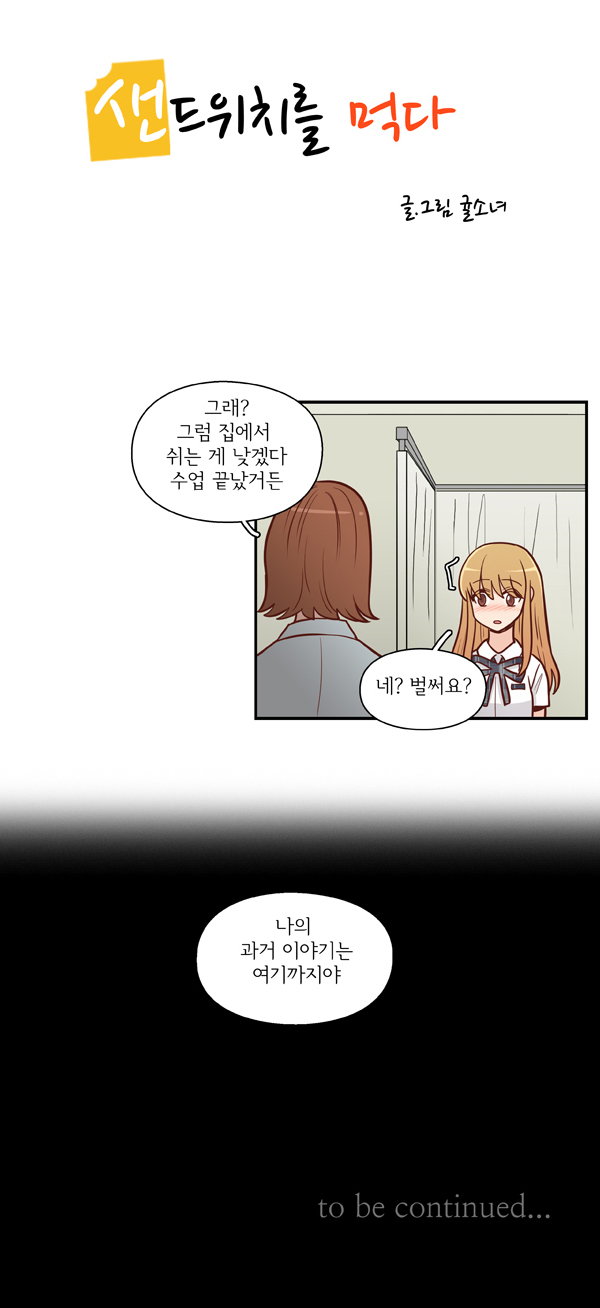 샌드위치를 먹다
글.그림 귤소녀
그래?
그럼 집에서
쉬는 게 낮겠다
수업 끝났거든
네? 벌써요?
나의
과거 이야기는
여기까지야
to be continued...